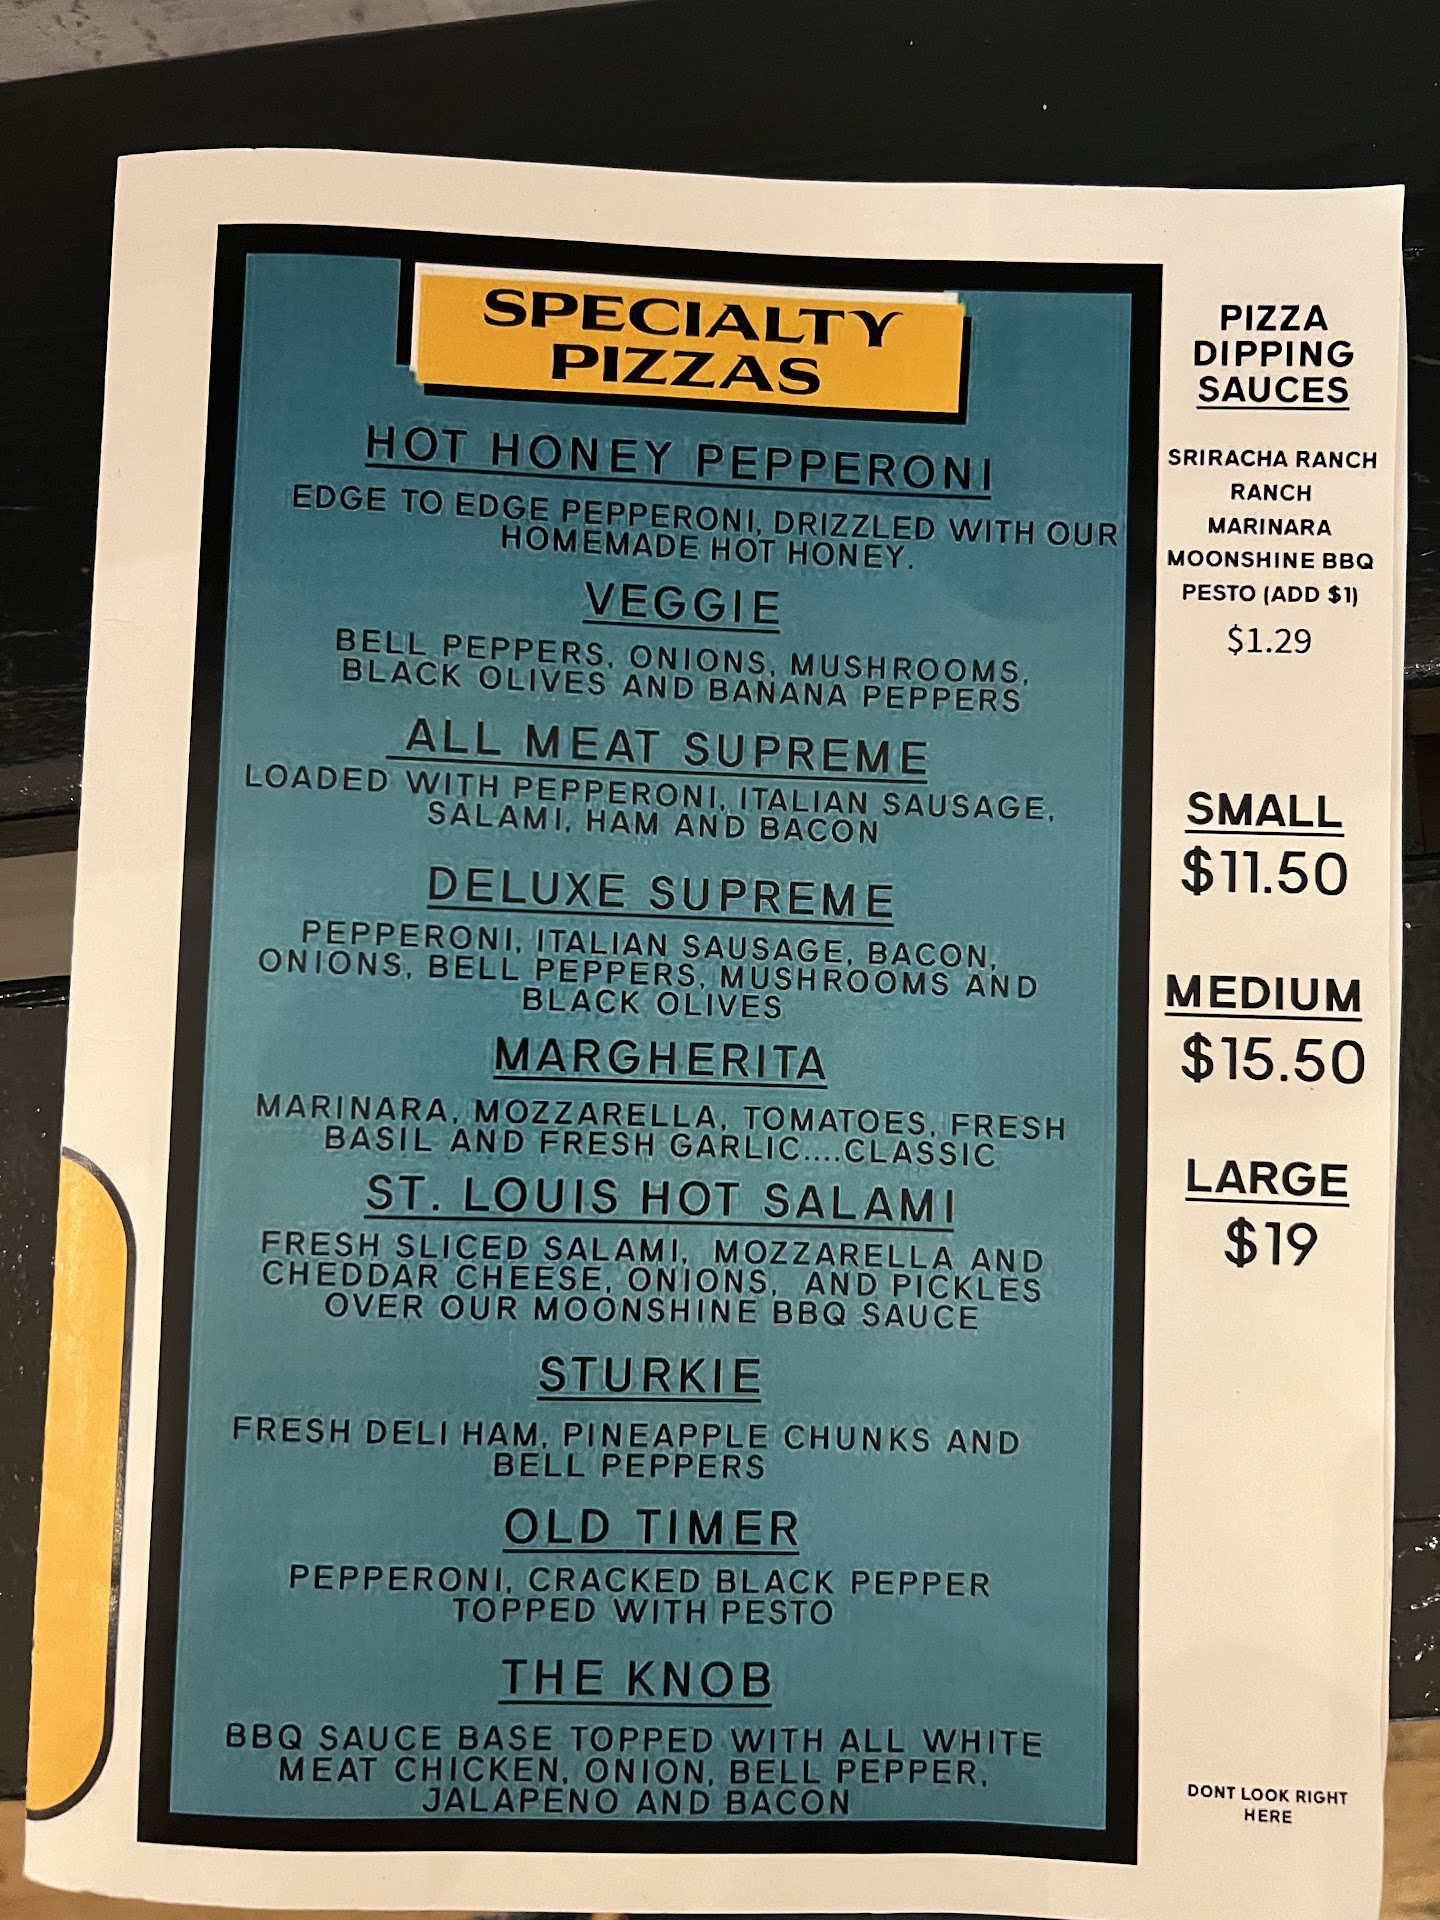 SPECIALTY
PIZZAS
HOT HONEY PEPPERONI
EDGE TO EDGE PEPPERONI, DRIZZLED WITH OUR
HOMEMADE HOT HONEY.
VEGGIE
BELL PEPPERS, ONIONS, MUSHROOMS,
BLACK OLIVES AND BANANA PEPPERS
ALL MEAT SUPREME
LOADED WITH PEPPERONI, ITALIAN SAUSAGE,
SALAMI, HAM AND BACON
DELUXE SUPREME
PEPPERONI, ITALIAN SAUSAGE, BACON,
ONIONS, BELL PEPPERS, MUSHROOMS AND
BLACK OLIVES
MARGHERITA
MARINARA, MOZZARELLA, TOMATOES, FRESH
BASIL AND FRESH GARLIC....CLASSIC
ST. LOUIS HOT SALAMI
FRESH SLICED SALAMI, MOZZARELLA AND
CHEDDAR CHEESE, ONIONS, AND PICKLES
OVER OUR MOONSHINE BBQ SAUCE
STURKIE
FRESH DELI HAM, PINEAPPLE CHUNKS AND
BELL PEPPERS
OLD TIMER
PEPPERONI, CRACKED BLACK PEPPER
TOPPED WITH PESTO
THE KNOB
BBQ SAUCE BASE TOPPED WITH ALL WHITE
MEAT CHICKEN, ONION, BELL PEPPER,
JALAPENO AND BACON
PIZZA
DIPPING
SAUCES
SRIRACHA RANCH
RANCH
MARINARA
MOONSHINE BBQ
PESTO (ADD $1)
$1.29
SMALL
$11.50
MEDIUM
$15.50
LARGE
$19
DONT LOOK RIGHT
HERE